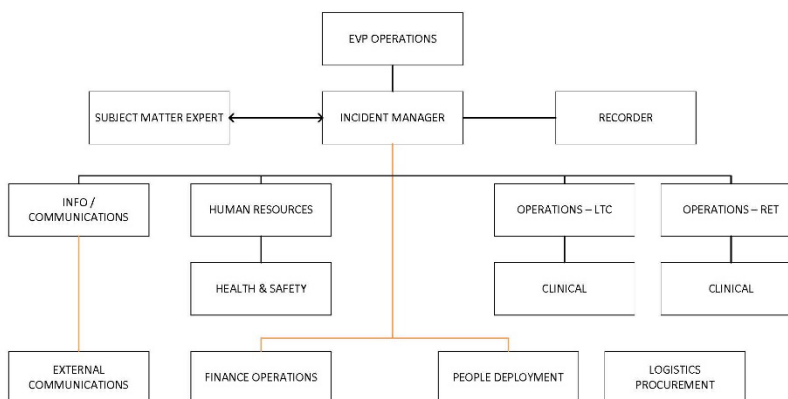 EVP OPERATIONS
SUBJECT MATTER EXPERT
INCIDENT MANAGER
RECORDER
INFO /
COMMUNICATIONS
HUMAN RESOURCES
OPERATIONS – LTC
OPERATIONS – RET
HEALTH & SAFETY
CLINICAL
CLINICAL
EXTERNAL
COMMUNICATIONS
FINANCE OPERATIONS
PEOPLE DEPLOYMENT
LOGISTICS
PROCUREMENT